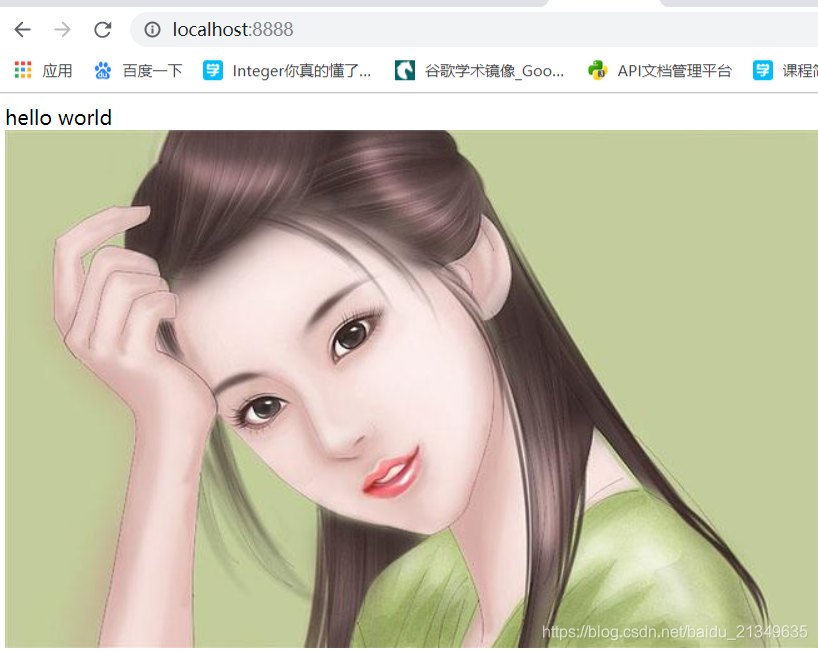 localhost:8888
应用 百度一下 Integer你真的懂了... 谷歌学术镜像_Goo... API文档管理平台 课程简
hello world
https://blog.csdn.net/baidu_21349635